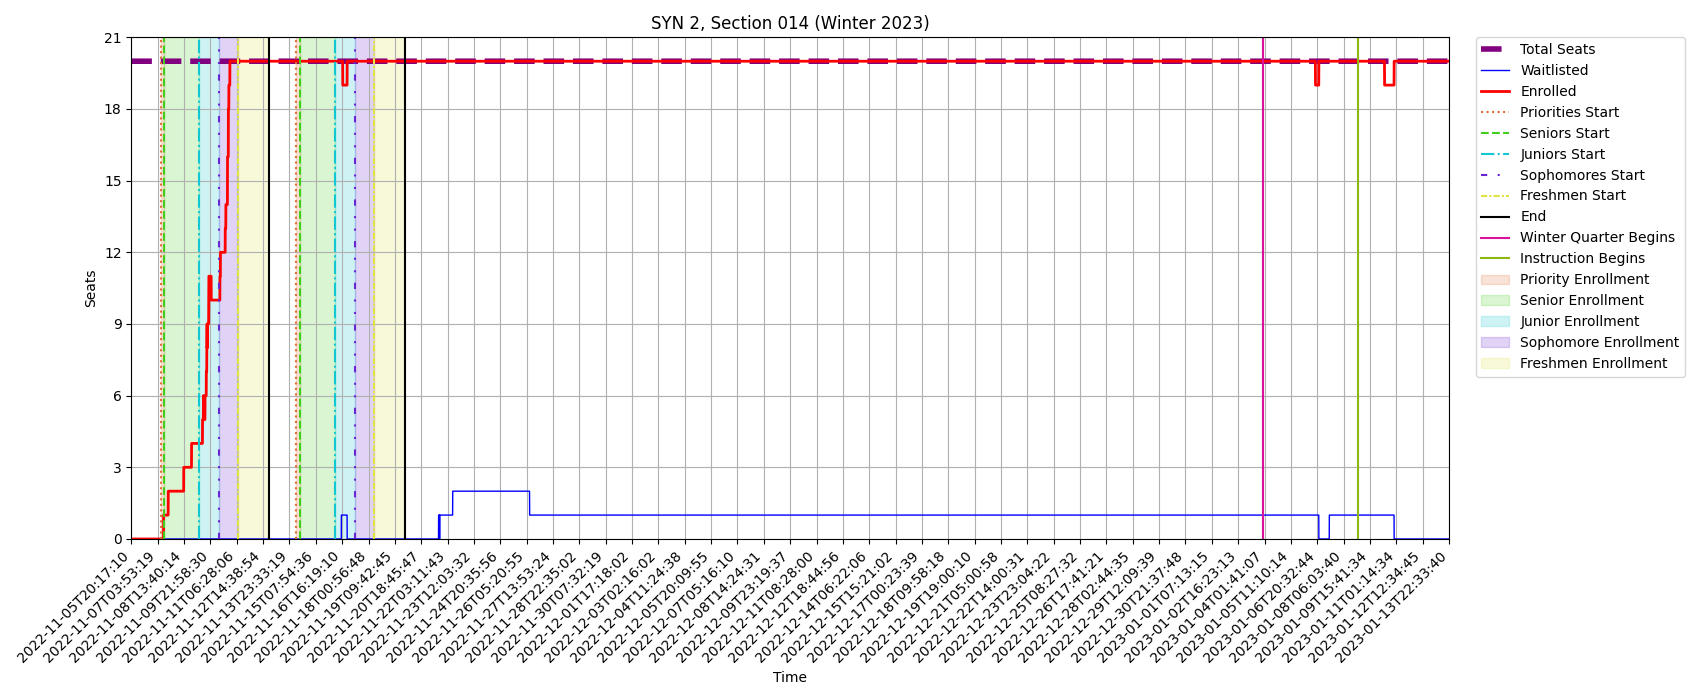 SYN 2, Section 014 (Winter 2023)
21
18
15
12
9
6
3
0
Seats
2022-11-05T20:17:10
2022-11-07T03:53:19
2022-11-08T13:40:14
2022-11-09T21:58:30
2022-11-11T06:28:06
2022-11-12T14:38:54
2022-11-13T23:33:19
2022-11-15T07:54:36
2022-11-16T16:19:10
2022-11-18T00:56:48
2022-11-19T09:42:45
2022-11-20T18:45:47
2022-11-22T03:11:43
2022-11-23T12:03:32
2022-11-24T20:35:56
2022-11-26T05:20:55
2022-11-27T13:53:24
2022-11-28T22:35:02
2022-11-30T07:32:19
2022-12-01T17:18:02
2022-12-03T02:16:02
2022-12-04T11:24:38
2022-12-05T20:09:55
2022-12-07T05:16:10
2022-12-08T14:24:31
2022-12-09T23:19:37
2022-12-11T08:28:00
2022-12-12T18:44:56
2022-12-14T06:22:06
2022-12-15T15:21:02
2022-12-17T00:23:39
2022-12-18T09:58:18
2022-12-19T19:00:10
2022-12-21T05:00:58
2022-12-22T14:00:31
2022-12-23T23:04:22
2022-12-25T08:27:32
2022-12-26T17:41:21
2022-12-28T02:44:35
2022-12-29T12:09:39
2022-12-30T21:37:48
2023-01-01T07:13:15
2023-01-02T16:23:13
2023-01-04T01:41:07
2023-01-05T11:10:14
2023-01-06T20:32:44
2023-01-08T06:03:40
2023-01-09T15:41:34
2023-01-11T01:14:34
2023-01-12T12:34:45
2023-01-13T22:33:40
Time
Total Seats
Waitlisted
Enrolled
Priorities Start
Seniors Start
Juniors Start
Sophomores Start
Freshmen Start
End
Winter Quarter Begins
Instruction Begins
Priority Enrollment
Senior Enrollment
Junior Enrollment
Sophomore Enrollment
Freshmen Enrollment